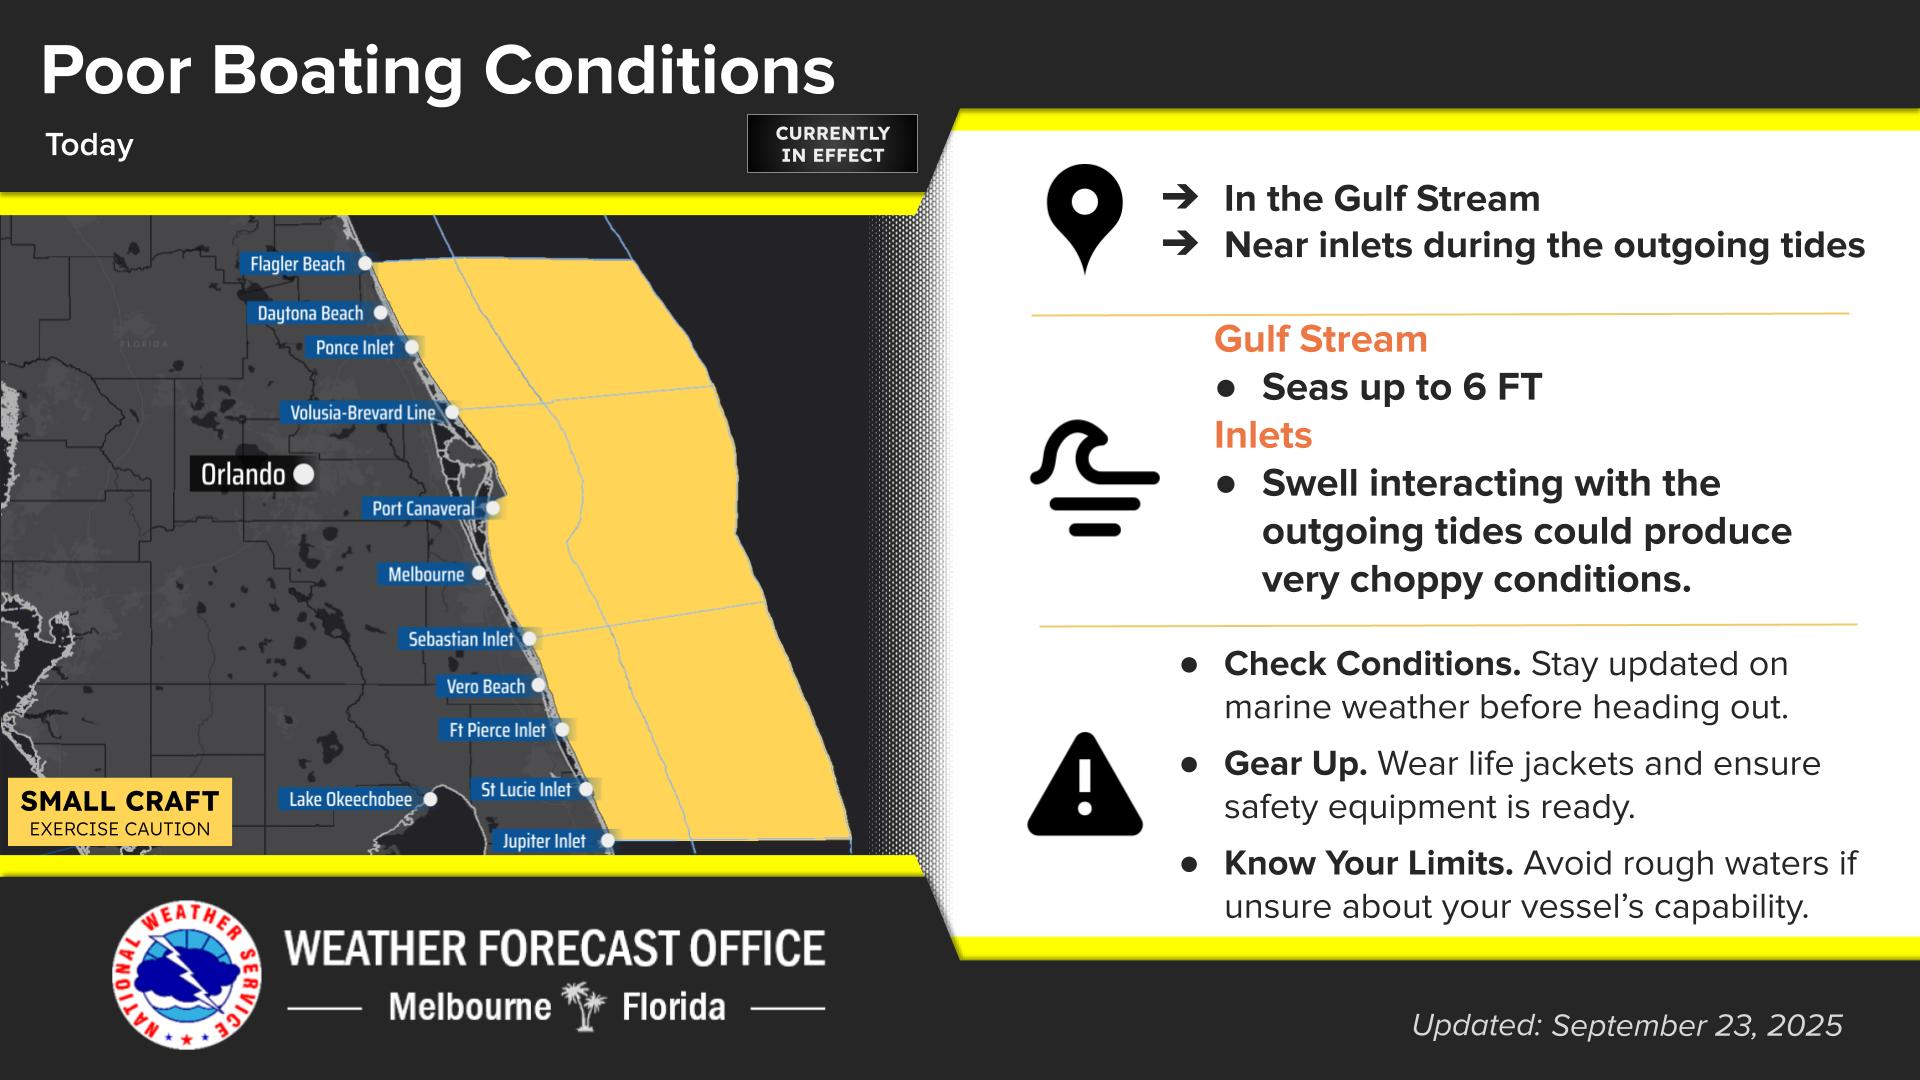 Poor Boating Conditions
Today
CURRENTLY
IN EFFECT
Flagler Beach
Daytona Beach
FLORIDA
Ponce Inlet
Volusia-Brevard Line
Orlando
Port Canaveral
Melbourne
Sebastian Inlet
Vero Beach
Ft Pierce Inlet
St Lucie Inlet
Lake Okeechobee
Jupiter Inlet
SMALL CRAFT
EXERCISE CAUTION
➔ In the Gulf Stream
➔ Near inlets during the outgoing tides
Gulf Stream
● Seas up to 6 FT
Inlets
● Swell interacting with the
outgoing tides could produce
very choppy conditions.
● Check Conditions. Stay updated on
marine weather before heading out.
● Gear Up. Wear life jackets and ensure
safety equipment is ready.
● Know Your Limits. Avoid rough waters if
unsure about your vessel’s capability.
NATIONAL WEATHER SERVICE
WEATHER FORECAST OFFICE
Melbourne Florida
Updated: September 23, 2025